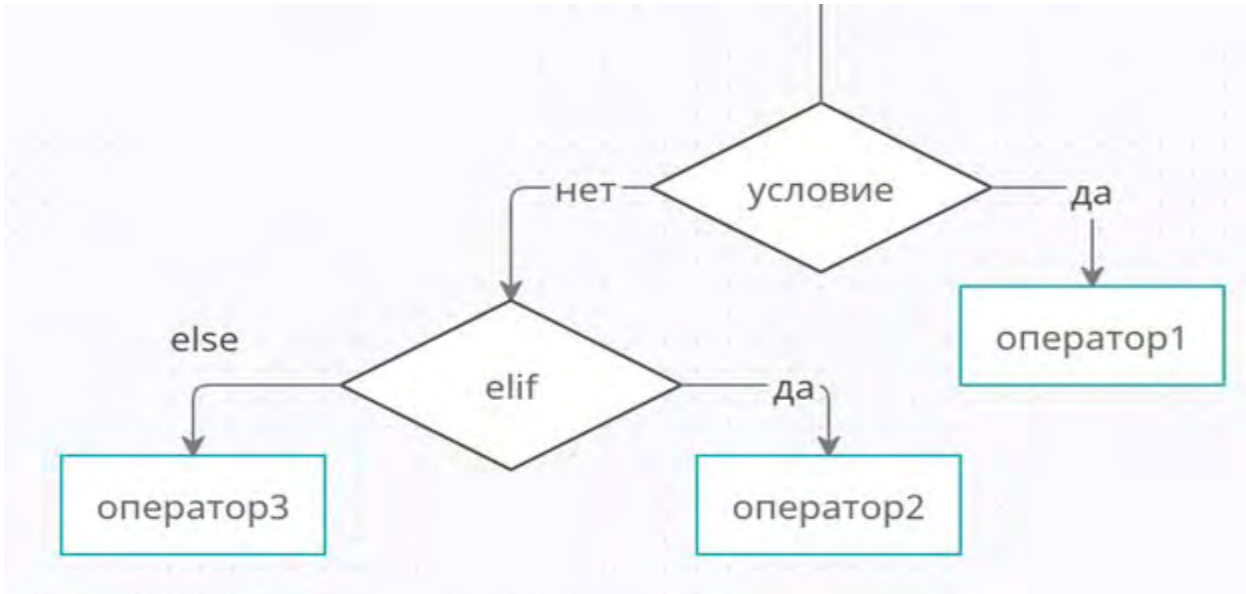 нет
условие
да
оператор1
else
elif
да
оператор3
оператор2